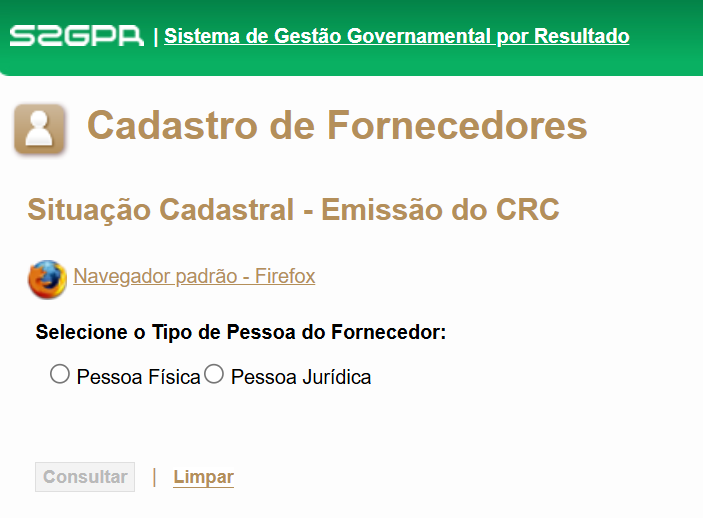 S2GPR | Sistema de Gestão Governamental por Resultado
Cadastro de Fornecedores
Situação Cadastral - Emissão do CRC
Navegador padrão - Firefox
Selecione o Tipo de Pessoa do Fornecedor:
Pessoa Física Pessoa Jurídica
Consultar | Limpar